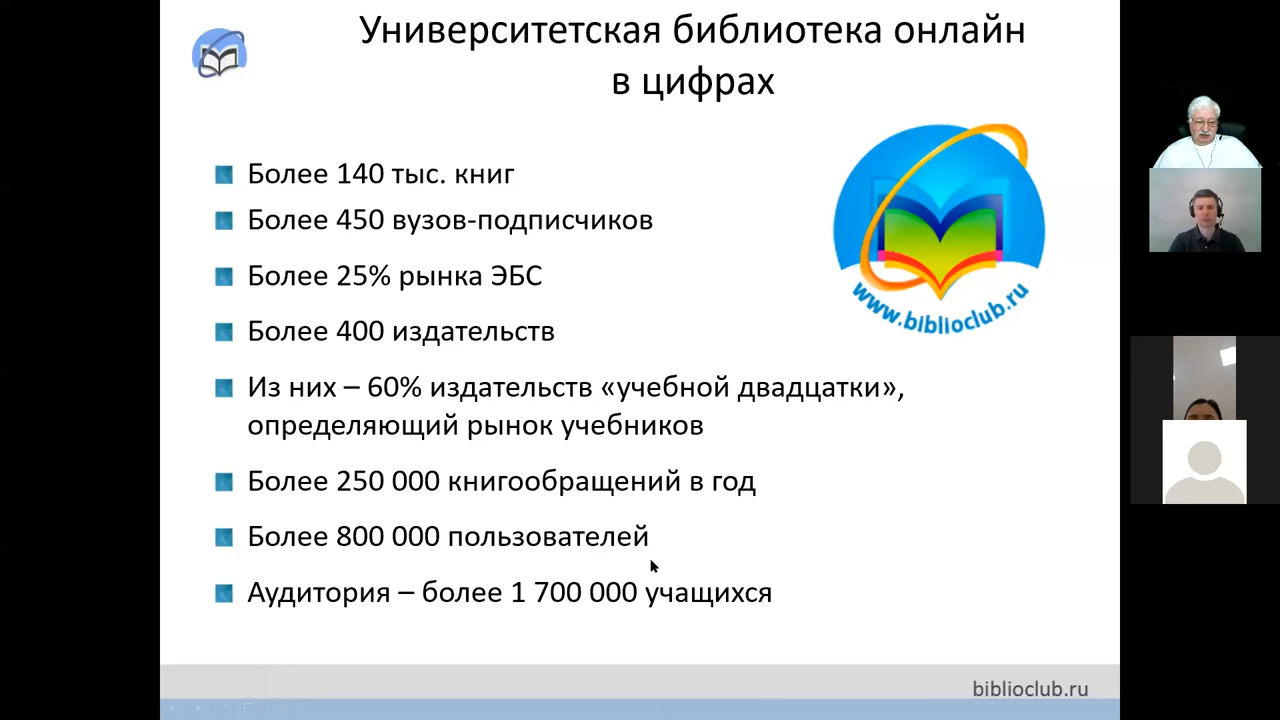 Университетская библиотека онлайн
в цифрах
Более 140 тыс. книг
Более 450 вузов-подписчиков
Более 25% рынка ЭБС
Более 400 издательств
Из них – 60% издательств «учебной двадцатки»,
определяющий рынок учебников
Более 250 000 книгообращений в год
Более 800 000 пользователей
Аудитория – более 1 700 000 учащихся
www.biblioclub.ru
biblioclub.ru